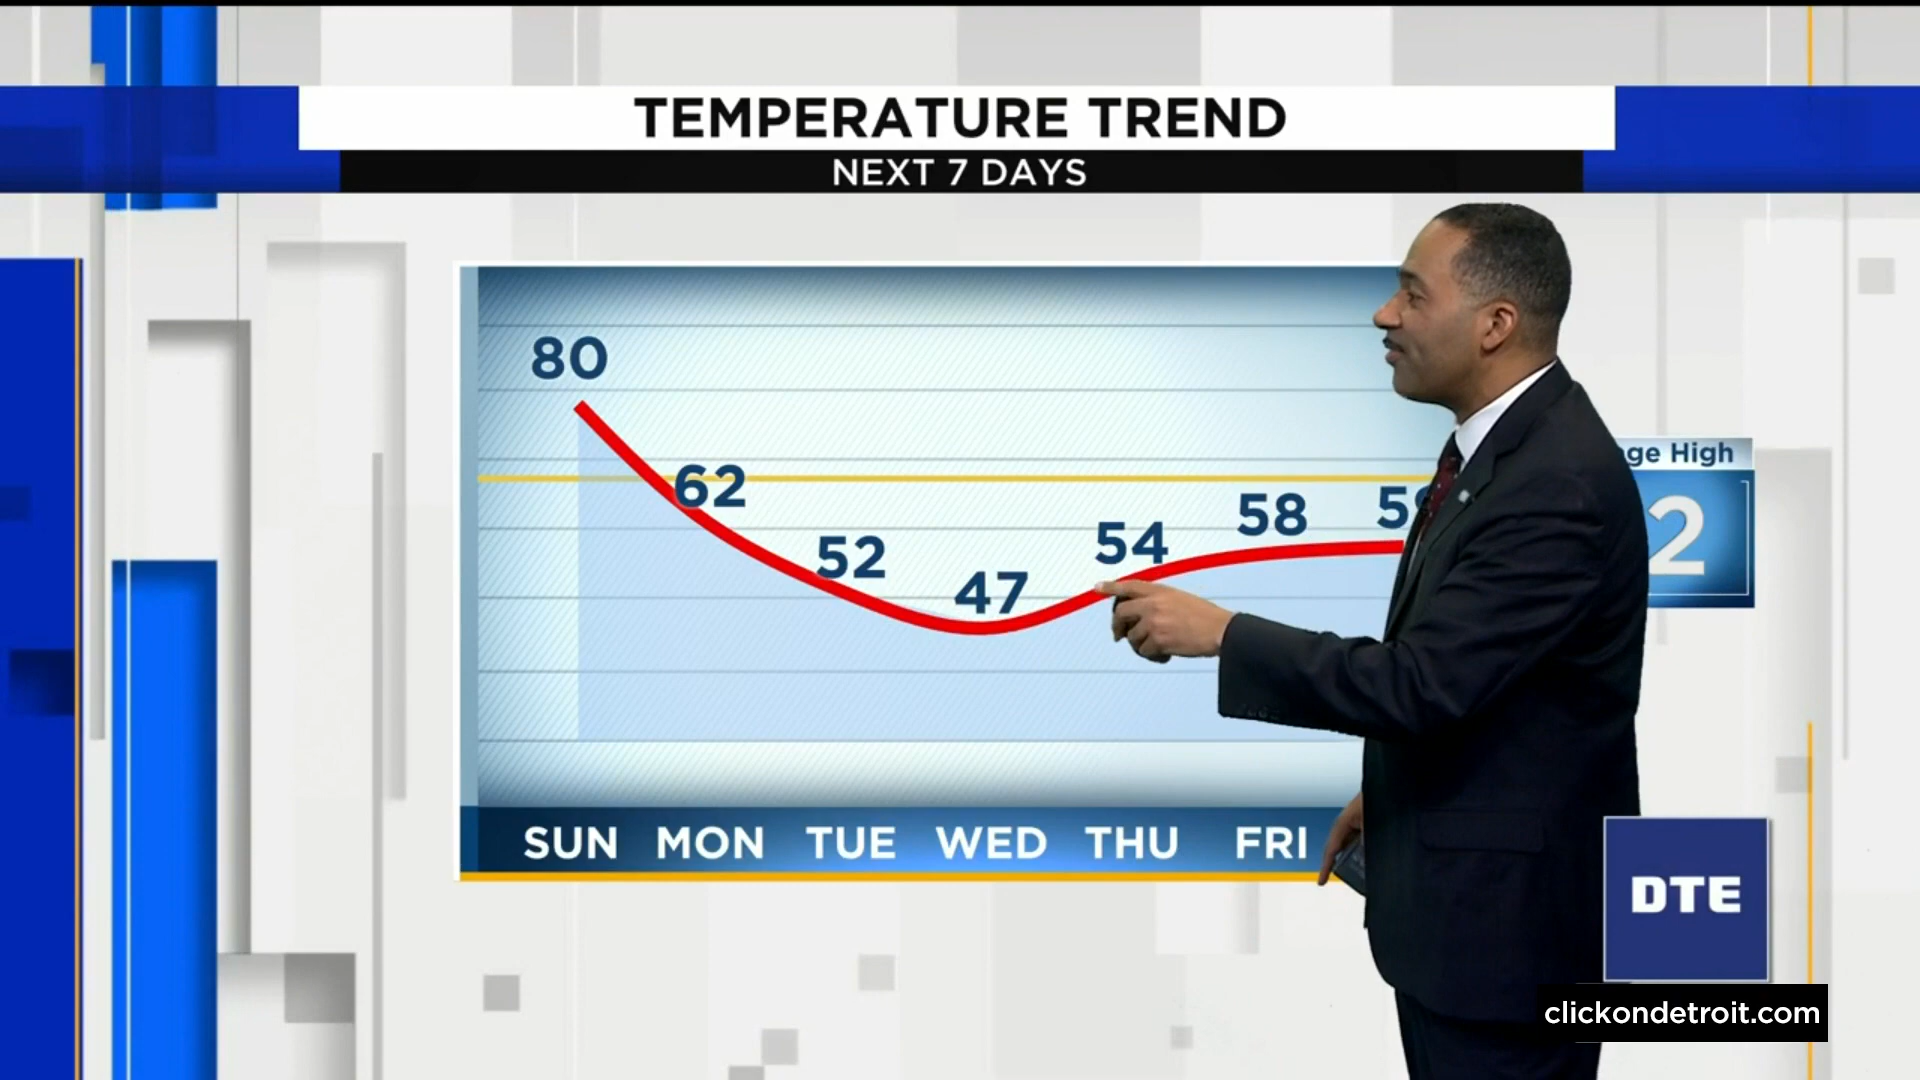 TEMPERATURE TREND
NEXT 7 DAYS
80
62
52
47
54
58
High
SUN MON TUE WED THU FRI
DTE
clickondetroit.com